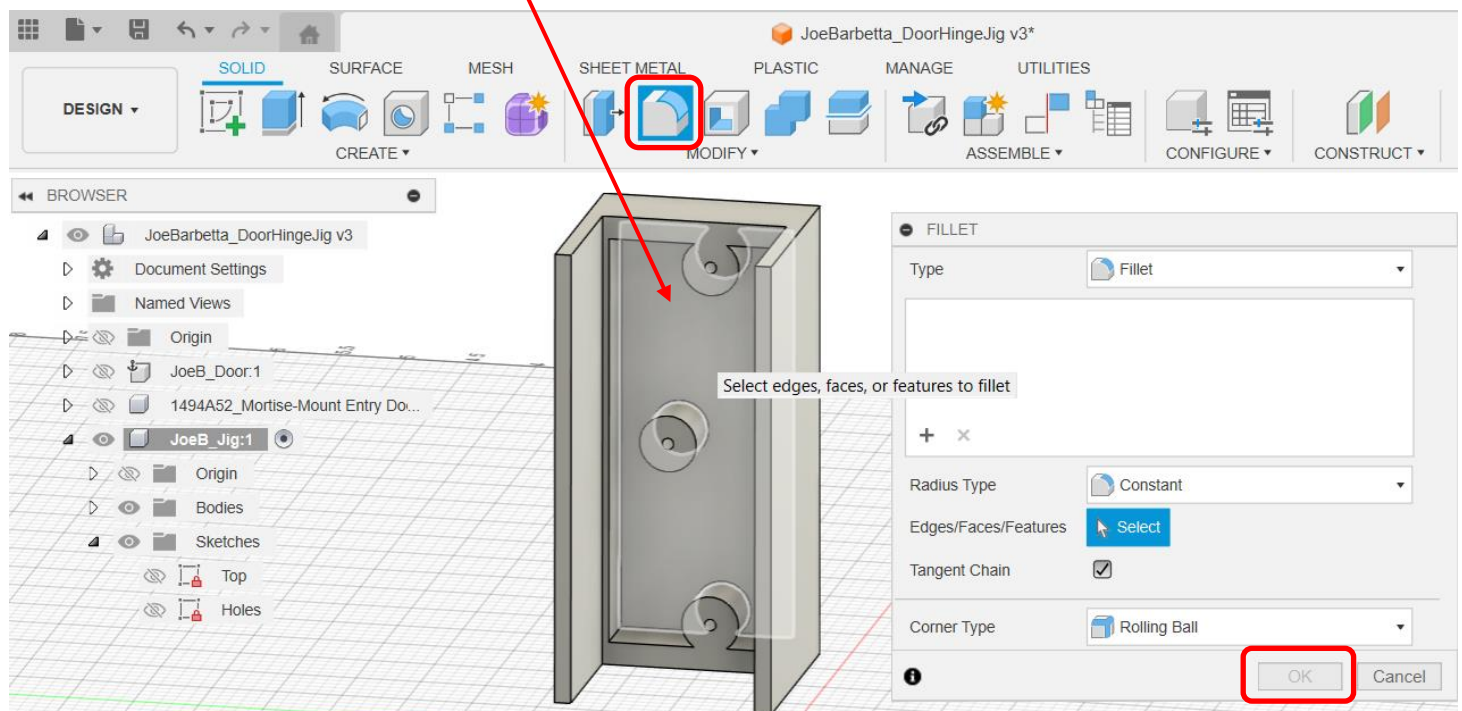 JoeBarbetta_DoorHingeJig v3*
SOLID SURFACE MESH SHEET METAL PLASTIC MANAGE UTILITIES
DESIGN
CREATE MODIFY ASSEMBLE CONFIGURE CONSTRUCT
BROWSER
JoeBarbetta_DoorHingeJig v3
Document Settings
Named Views
Origin
JoeB_Door:1
1494A52_Mortise-Mount Entry Do...
JoeB_Jig:1
Origin
Bodies
Sketches
Top
Holes
Select edges, faces, or features to fillet
FILLET
Type Fillet
Radius Type Constant
Edges/Faces/Features Select
Tangent Chain
Corner Type Rolling Ball
OK Cancel